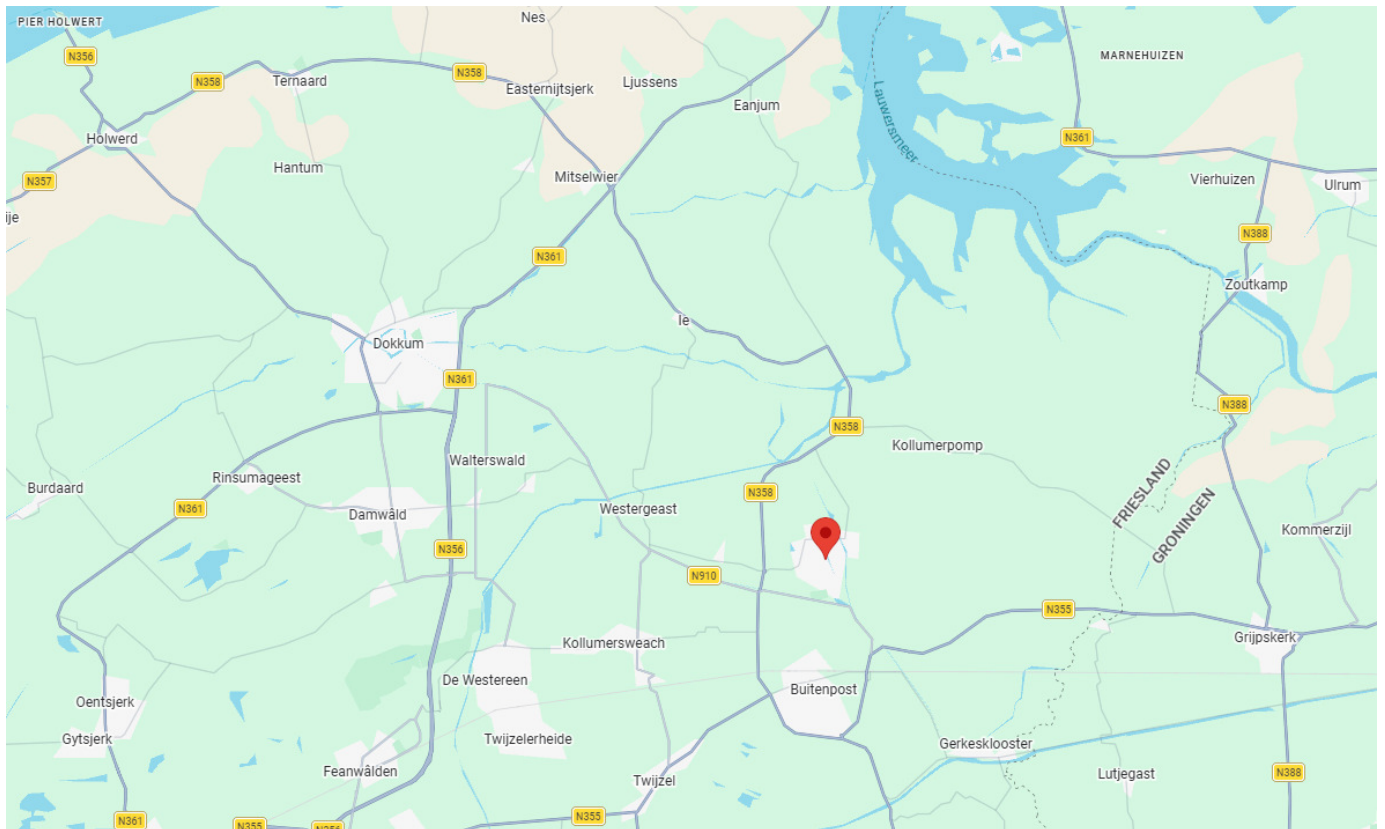 PIER HOLWERT
Nes
MARNEHUIZEN
N356
N358
N358
Ternaard
Easternijtsjerk
Ljussens
Eanjum
Lauwersmeer
N361
Holwerd
Hantum
Mitselwier
N357
Vierhuizen
Ulrum
ije
N388
N361
Zoutkamp
Ie
Dokkum
N361
N388
N358
Kollumerpomp
Walterswald
Rinsumageest
Burdaard
N358
FRIESLAND
GRONINGEN
N361
Damwâld
Westergeast
Kommerzijl
N356
N910
N355
Grijpskerk
Kollumersweach
De Westereen
Buitenpost
Oentsjerk
Gytsjerk
Twijzelerheide
Gerkesklooster
Feanwâlden
Twijzel
Lutjegast
N388
N361
N355
N356
N355